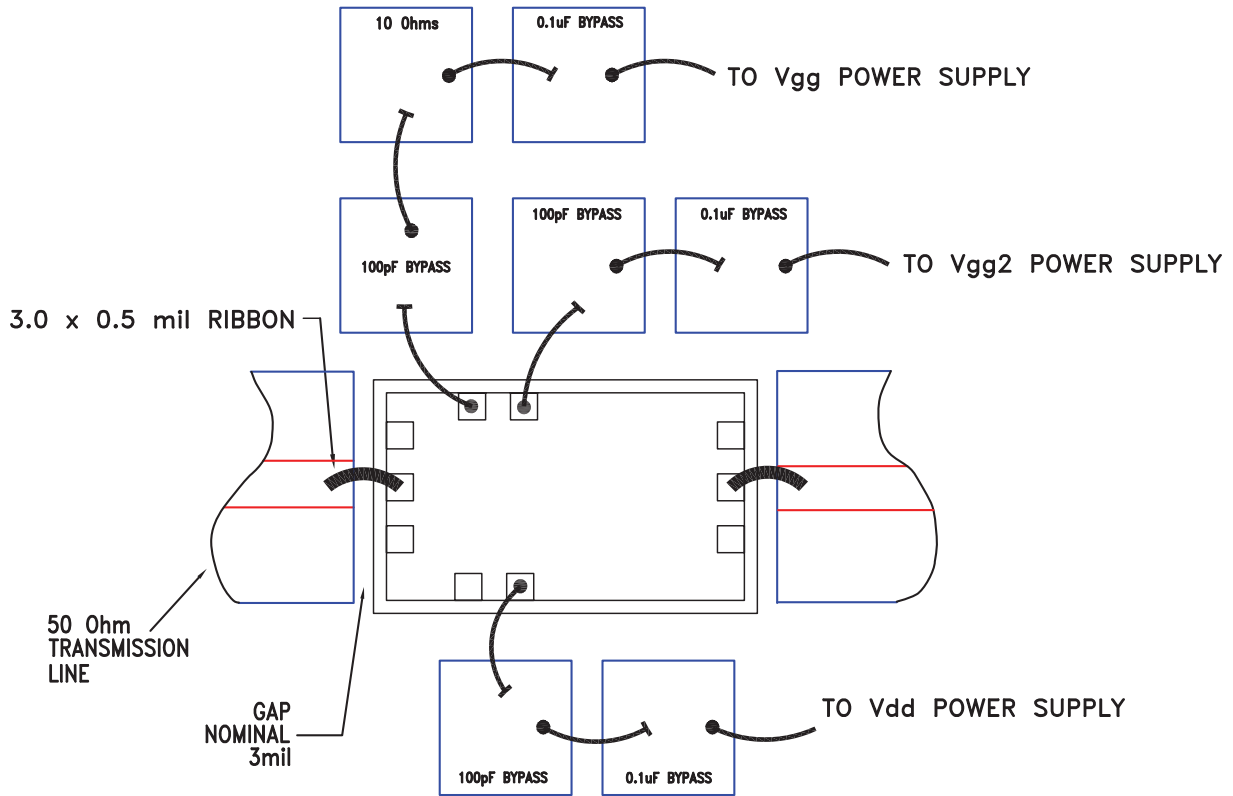 10 Ohms
0.1uF BYPASS
TO Vgg POWER SUPPLY
100pF BYPASS
100pF BYPASS
0.1uF BYPASS
TO Vgg2 POWER SUPPLY
3.0 x 0.5 mil RIBBON
50 Ohm
TRANSMISSION
LINE
GAP
NOMINAL
3mil
TO Vdd POWER SUPPLY
100pF BYPASS
0.1uF BYPASS